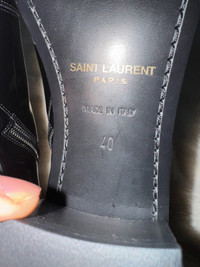 SAINT LAURENT
PARIS
MADE IN ITALY
40